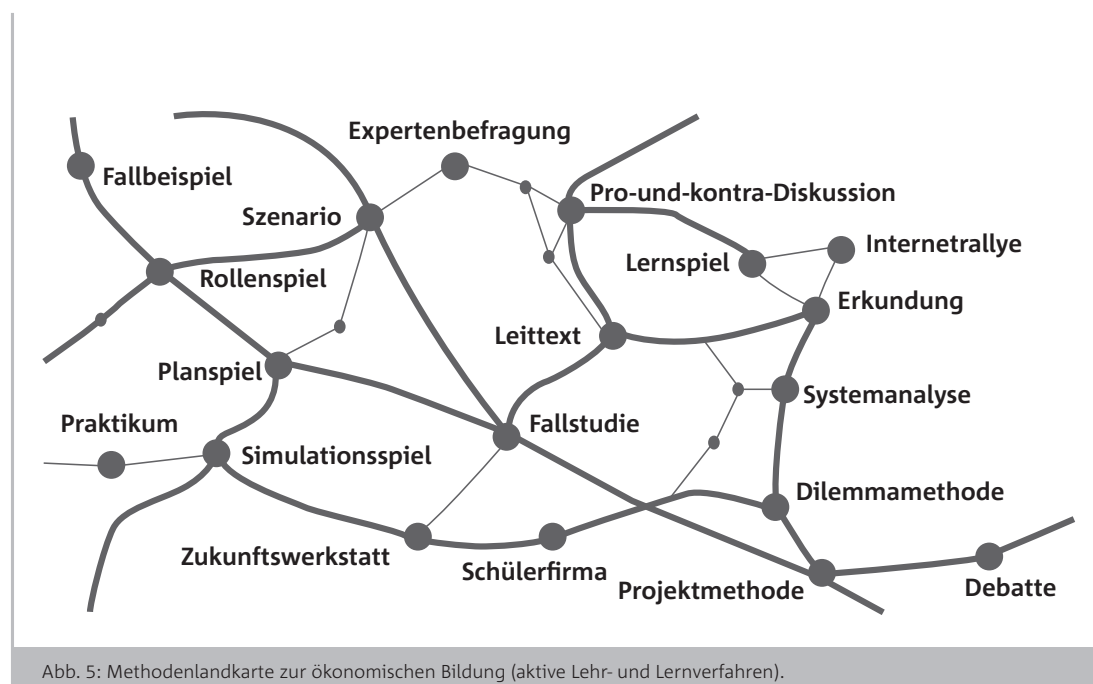 Expertenbefragung
Fallbeispiel
Pro-und-kontra-Diskussion
Szenario
Internetrallye
Lernspiel
Rollenspiel
Erkundung
Leittext
Planspiel
Systemanalyse
Praktikum
Fallstudie
Simulationsspiel
Dilemmamethode
Zukunftswerkstatt
Schülerfirma
Projektmethode
Debatte
Abb. 5: Methodenlandkarte zur ökonomischen Bildung (aktive Lehr- und Lernverfahren).